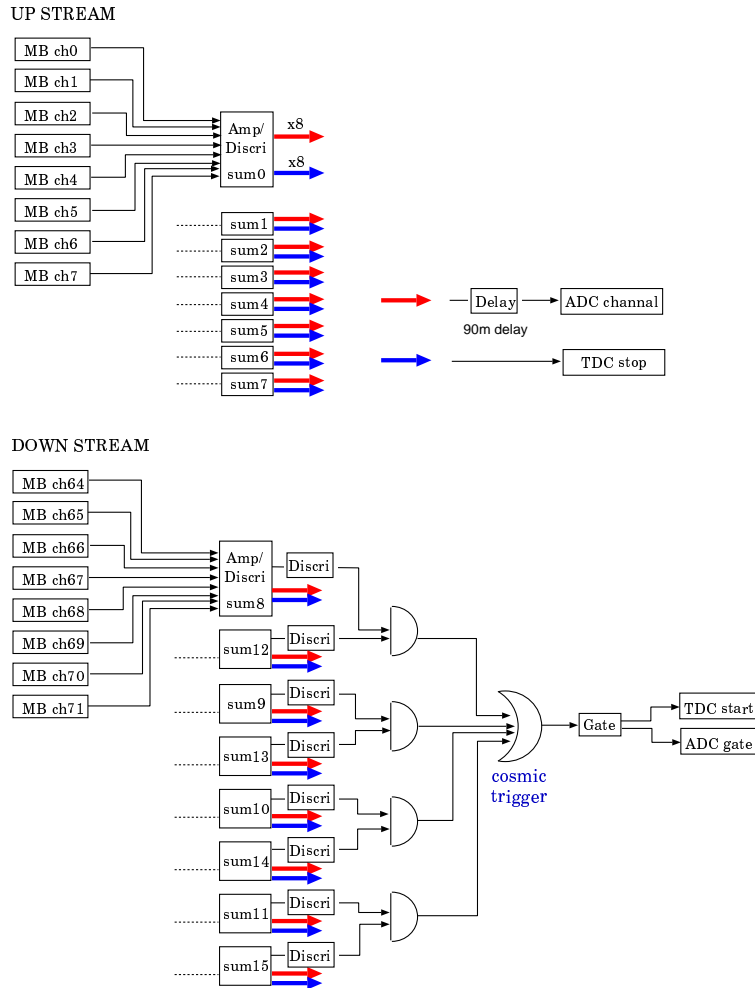 UP STREAM
MB ch0
MB ch1
MB ch2
MB ch3
MB ch4
MB ch5
MB ch6
MB ch7
Amp/
Discri
sum0
x8
x8
sum1
sum2
sum3
sum4
sum5
sum6
sum7
Delay
ADC channal
90m delay
TDC stop
DOWN STREAM
MB ch64
MB ch65
MB ch66
MB ch67
MB ch68
MB ch69
MB ch70
MB ch71
Amp/
Discri
sum8
Discri
sum12
Discri
sum9
Discri
sum13
Discri
sum10
Discri
sum14
Discri
sum11
Discri
sum15
Discri
cosmic
trigger
Gate
TDC start
ADC gate